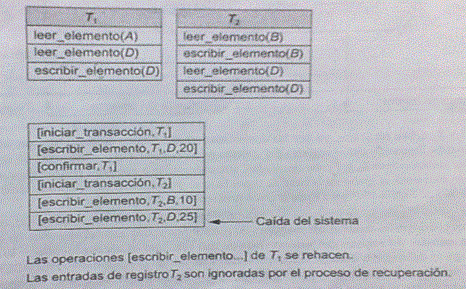 T₁
leer_elemento(A)
leer_elemento(D)
escribir_elemento(D)
T₂
leer_elemento(B)
escribir_elemento(B)
leer_elemento(D)
escribir_elemento(D)
[iniciar_transacción,T₁]
[escribir_elemento,T₁,D,20]
[confirmar,T₁]
[iniciar_transacción,T₂]
[escribir_elemento,T₂,B,10]
[escribir_elemento,T₂,D,25] Caída del sistema
Las operaciones [escribir_elemento...] de T₁ se rehacen.
Las entradas de registro T₂ son ignoradas por el proceso de recuperación.